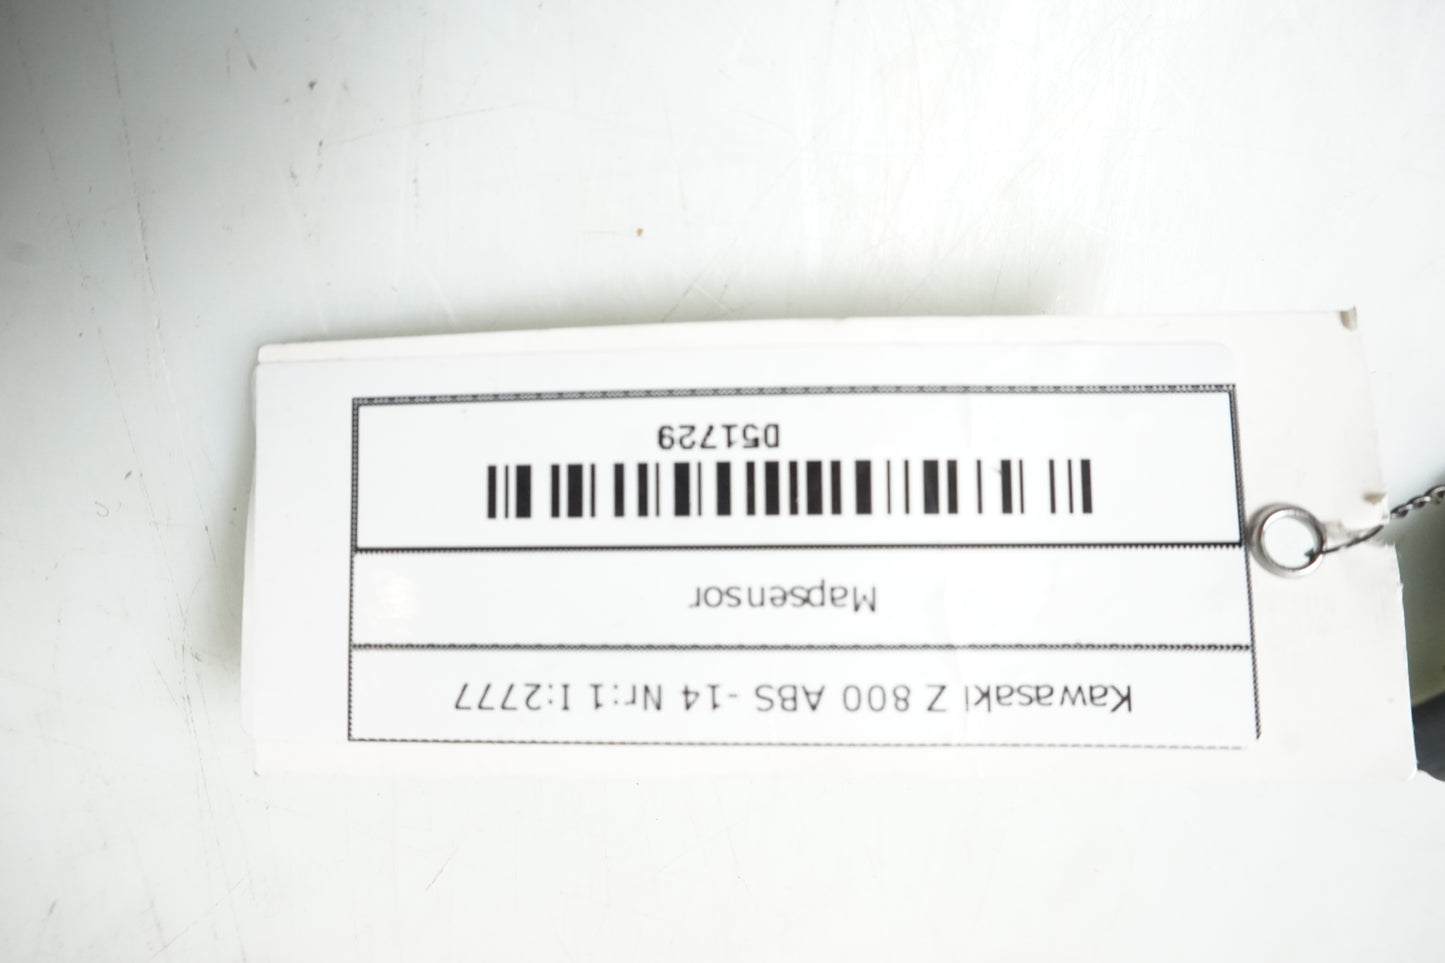 Kawasaki Z 800 ABS -14 Nr:1 I:2777
Mapsensor
D51729